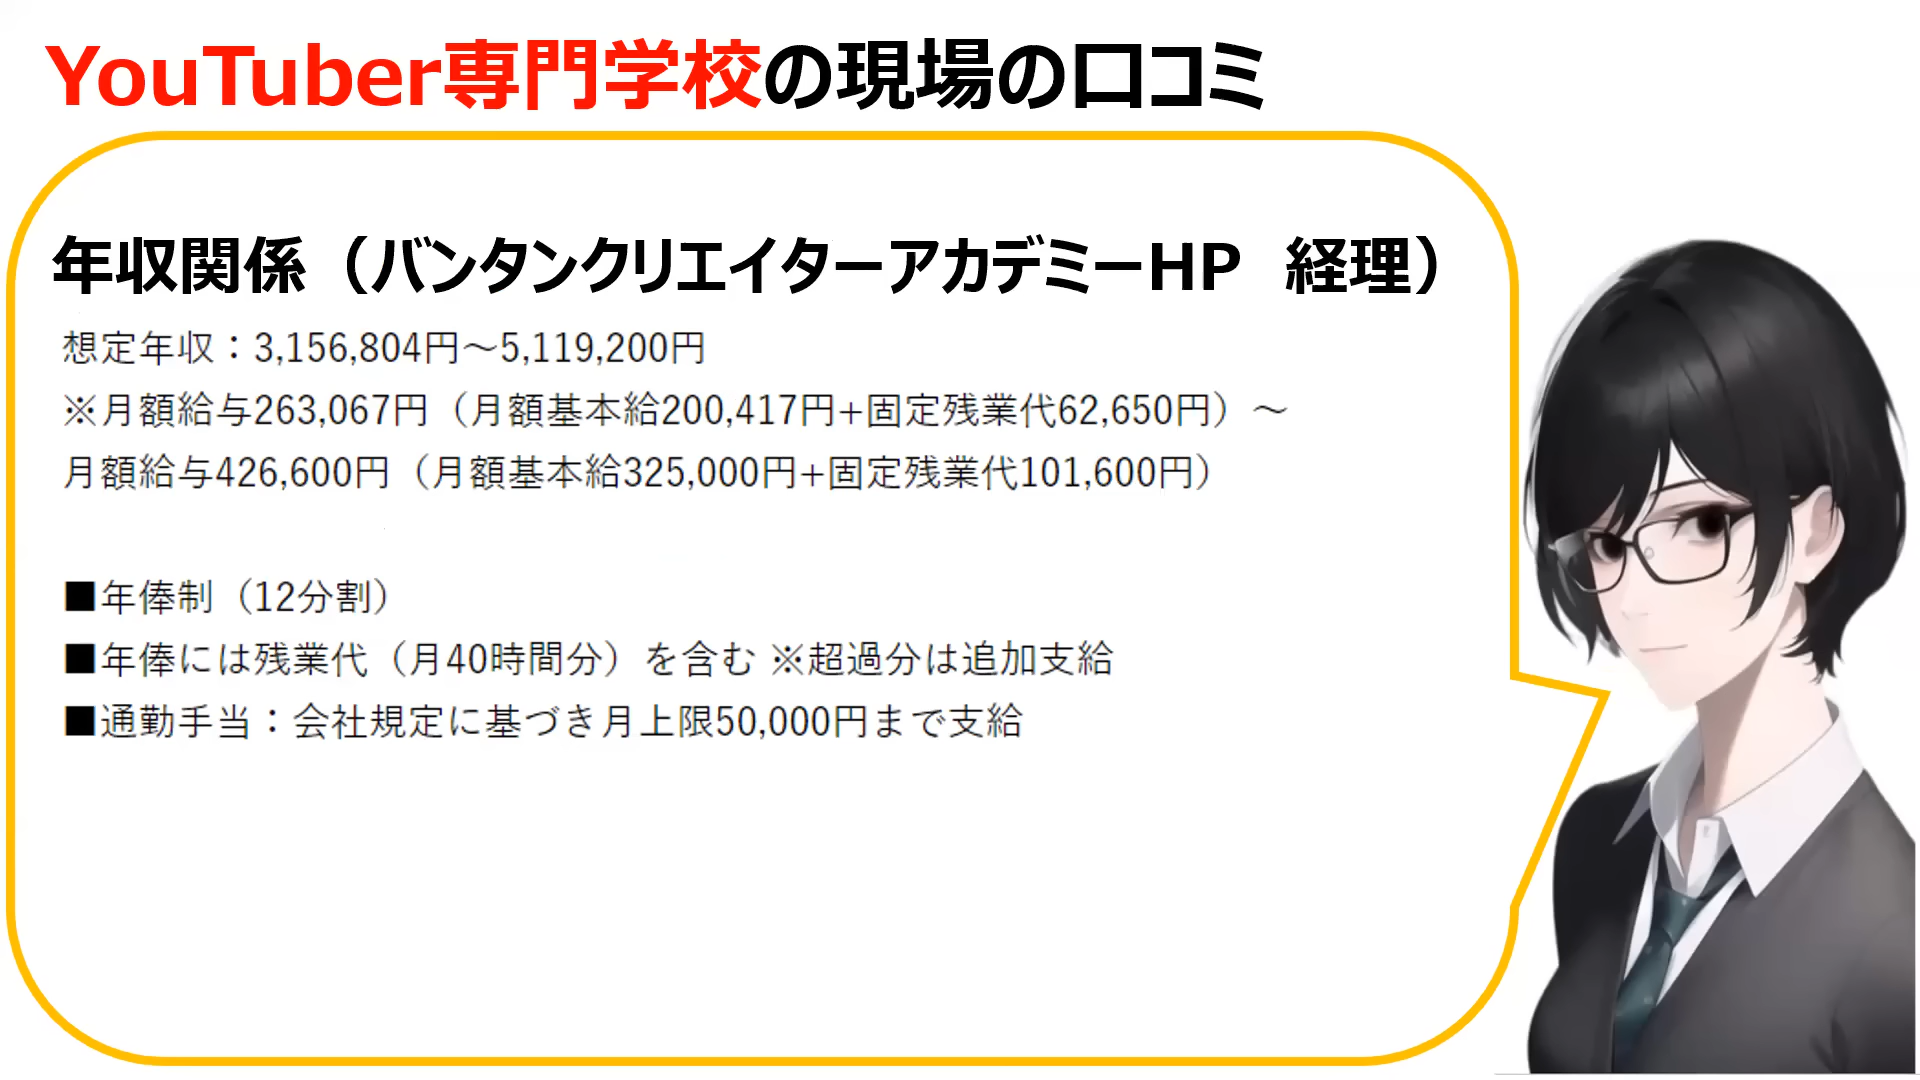 YouTuber専門学校の現場の口コミ
年収関係（バンタンクリエイターアカデミーHP　経理）
想定年収：3,156,804円～5,119,200円
※月額給与263,067円（月額基本給200,417円+固定残業代62,650円）～
月額給与426,600円（月額基本給325,000円+固定残業代101,600円）
■年俸制（12分割）
■年俸には残業代（月40時間分）を含む ※超過分は追加支給
■通勤手当：会社規定に基づき月上限50,000円まで支給